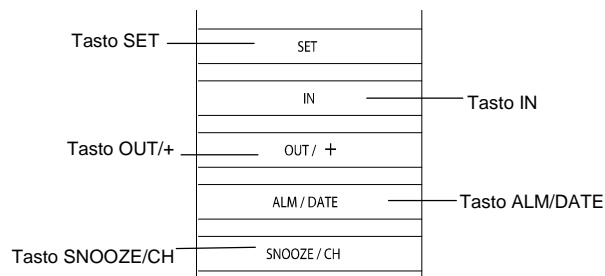 Tasto SET
SET
IN
Tasto IN
Tasto OUT/+
OUT / +
ALM / DATE
Tasto ALM/DATE
Tasto SNOOZE/CH
SNOOZE / CH